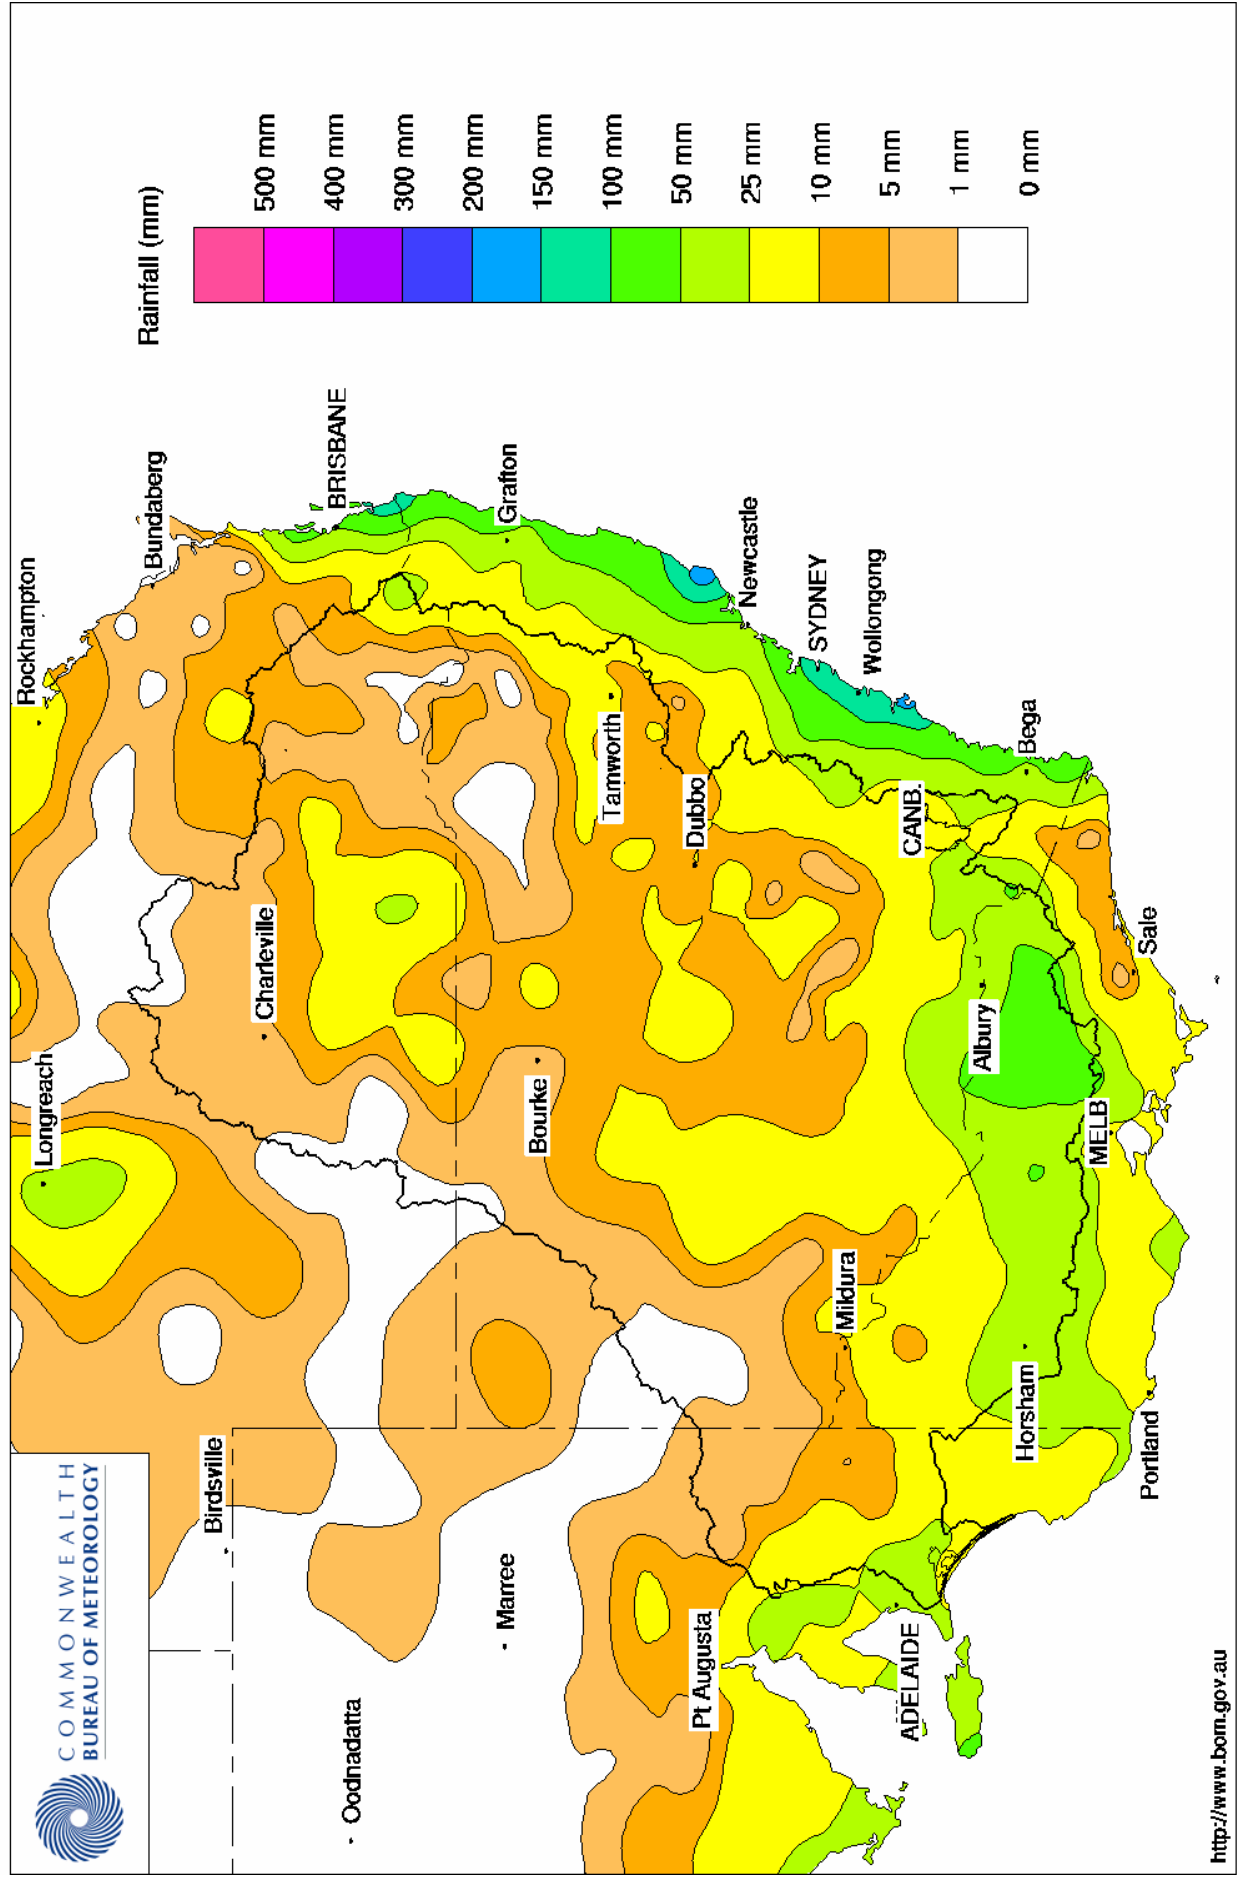 COMMONWEALTH
BUREAU OF METEOROLOGY
Rainfall (mm)
500 mm
400 mm
300 mm
200 mm
150 mm
100 mm
50 mm
25 mm
10 mm
5 mm
1 mm
0 mm
Rockhampton
Longreach
Bundaberg
Birdsville
Charleville
BRISBANE
Oodnadatta
Marree
Bourke
Grafton
Tamworth
Pt Augusta
Dubbo
Newcastle
SYDNEY
Mildura
Wollongong
ADELAIDE
CANB.
Albury
Horsham
Bega
MELB
Sale
Portland
http://www.bom.gov.au